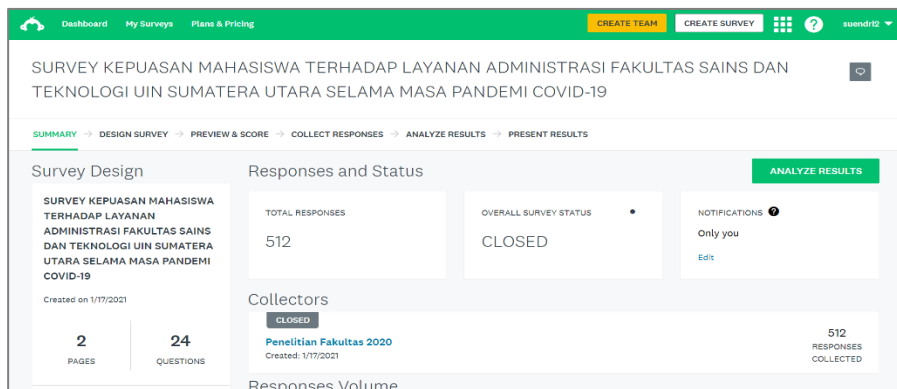 Dashboard My Surveys Plans & Pricing CREATE TEAM CREATE SURVEY ? suendri2
SURVEY KEPUASAN MAHASISWA TERHADAP LAYANAN ADMINISTRASI FAKULTAS SAINS DAN
TEKNOLOGI UIN SUMATERA UTARA SELAMA MASA PANDEMI COVID-19
SUMMARY → DESIGN SURVEY → PREVIEW & SCORE → COLLECT RESPONSES → ANALYZE RESULTS → PRESENT RESULTS
Survey Design
SURVEY KEPUASAN MAHASISWA
TERHADAP LAYANAN
ADMINISTRASI FAKULTAS SAINS
DAN TEKNOLOGI UIN SUMATERA
UTARA SELAMA MASA PANDEMI
COVID-19
Created on 1/17/2021
2
PAGES
24
QUESTIONS
Responses and Status
ANALYZE RESULTS
TOTAL RESPONSES
512
OVERALL SURVEY STATUS
CLOSED
NOTIFICATIONS ?
Only you
Edit
Collectors
CLOSED
Penelitian Fakultas 2020
Created: 1/17/2021
512
RESPONSES
COLLECTED
Responses Volume